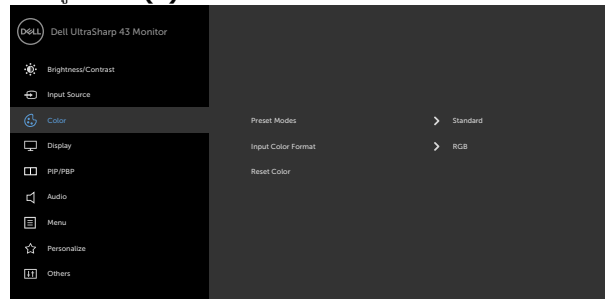 DELL
Dell UltraSharp 43 Monitor
Brightness/Contrast
Input Source
Color
Preset Modes
Standard
Display
Input Color Format
RGB
PIP/PBP
Reset Color
Audio
Menu
Personalize
Others